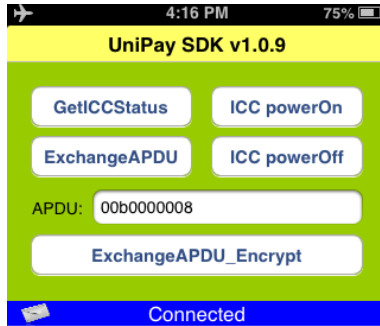 4:16 PM 75%
UniPay SDK v1.0.9
GetICCStatus ICC powerOn
ExchangeAPDU ICC powerOff
APDU: 00b0000008
ExchangeAPDU_Encrypt
Connected